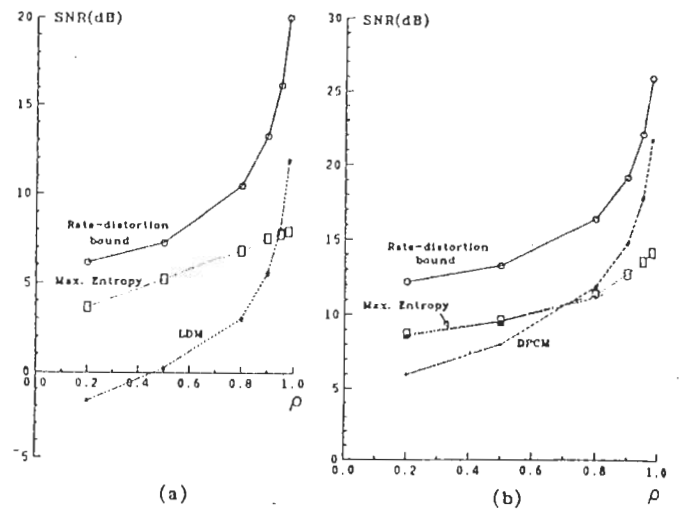 20
SNR(dB)
15
10
5
0
-5
Rate-distortion
bound
Max. Entropy
LDM
0.0 0.2 0.4 0.6 0.8 1.0
ρ
(a)
30
SNR(dB)
25
20
15
10
5
0
Rate-distortion
bound
Max. Entropy
DPCM
0.0 0.2 0.4 0.6 0.8 1.0
(b)
ρ